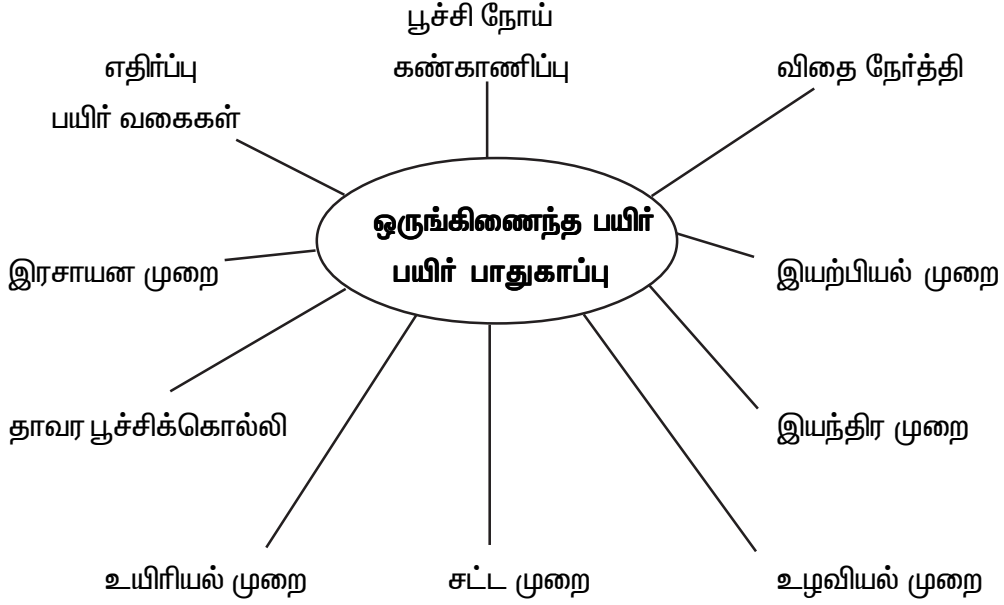 பூச்சி நோய்
கண்காணிப்பு
எதிர்ப்பு
பயிர் வகைகள்
விதை நேர்த்தி
ஒருங்கிணைந்த பயிர்
பயிர் பாதுகாப்பு
இரசாயன முறை
இயற்பியல் முறை
தாவர பூச்சிக்கொல்லி
இயந்திர முறை
உயிரியல் முறை
சட்ட முறை
உழவியல் முறை